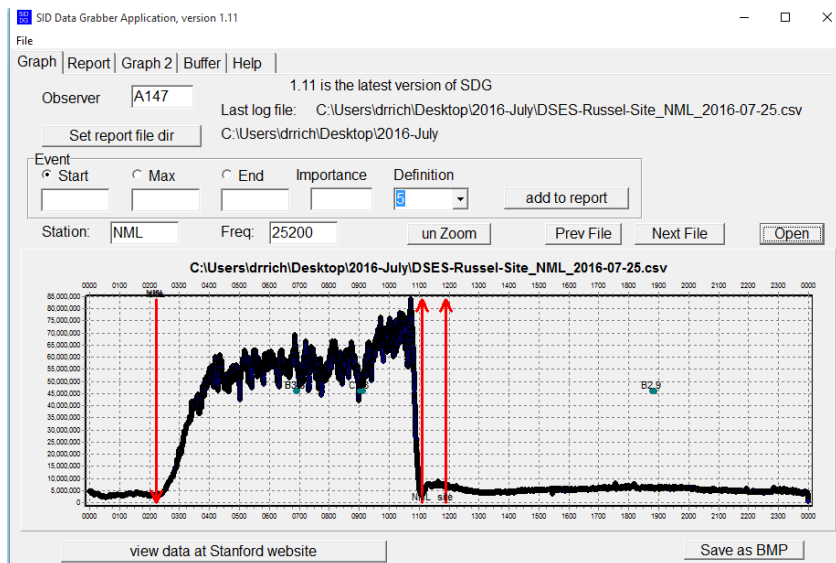 SID Data Grabber Application, version 1.11
File
Graph Report Graph 2 Buffer Help
Observer A147 1.11 is the latest version of SDG
Last log file: C:\Users\drrich\Desktop\2016-July\DSES-Russel-Site_NML_2016-07-25.csv
Set report file dir C:\Users\drrich\Desktop\2016-July
Event
Start Max End Importance Definition
5 add to report
Station: NML Freq: 25200 un Zoom Prev File Next File Open
C:\Users\drrich\Desktop\2016-July\DSES-Russel-Site_NML_2016-07-25.csv
0000 0100 0200 0300 0400 0500 0600 0700 0800 0900 1000 1100 1200 1300 1400 1500 1600 1700 1800 1900 2000 2100 2200 2300 0000
85,000,000
80,000,000
75,000,000
70,000,000
65,000,000
60,000,000
55,000,000
50,000,000
45,000,000
40,000,000
35,000,000
30,000,000
25,000,000
20,000,000
15,000,000
10,000,000
5,000,000
0
B2.9
site
0000 0100 0200 0300 0400 0500 0600 0700 0800 0900 1000 1100 1200 1300 1400 1500 1600 1700 1800 1900 2000 2100 2200 2300 0000
view data at Stanford website Save as BMP